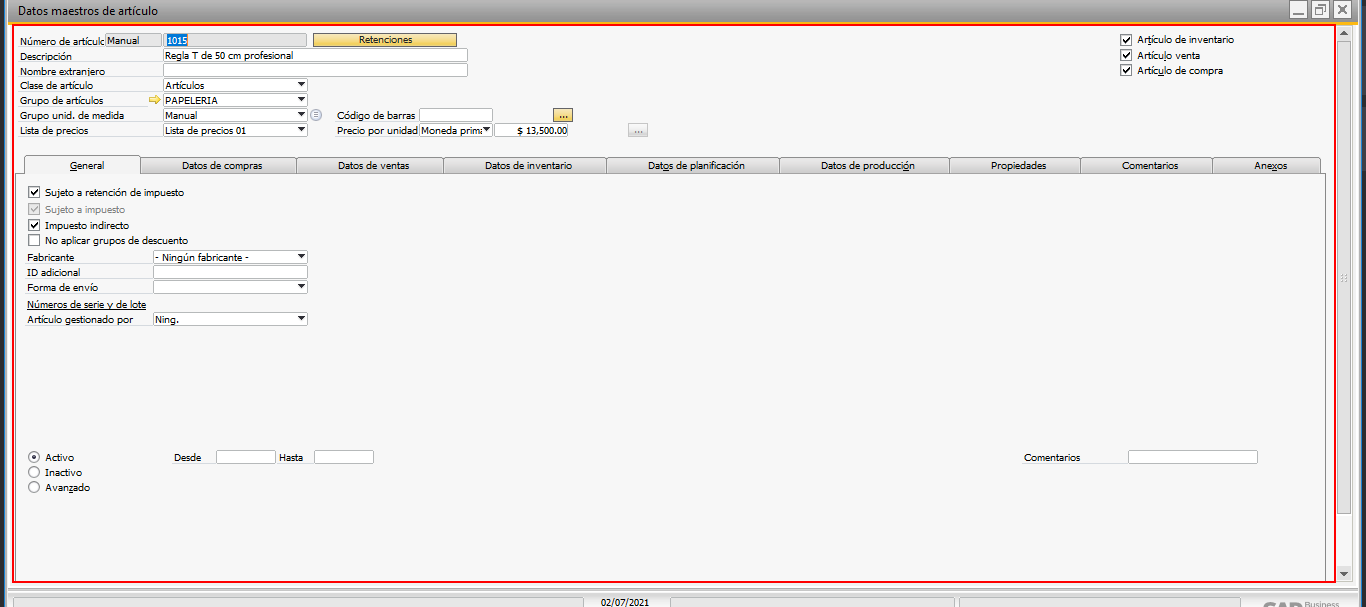 Datos maestros de artículo
Número de artículo Manual 1015 Retenciones
Descripción Regla T de 50 cm profesional
Nombre extranjero
Clase de artículo Artículos
Grupo de artículos PAPELERIA
Grupo unid. de medida Manual Código de barras ...
Lista de precios Lista de precios 01 Precio por unidad Moneda prima $ 13,500.00 ...
Artículo de inventario
Artículo venta
Artículo de compra
General Datos de compras Datos de ventas Datos de inventario Datos de planificación Datos de producción Propiedades Comentarios Anexos
Sujeto a retención de impuesto
Sujeto a impuesto
Impuesto indirecto
No aplicar grupos de descuento
Fabricante - Ningún fabricante -
ID adicional
Forma de envío
Números de serie y de lote
Artículo gestionado por Ning.
Activo Desde Hasta Comentarios
Inactivo
Avanzado
02/07/2021
Business